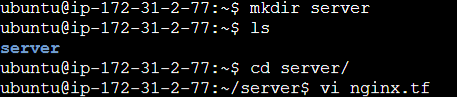 ubuntu@ip-172-31-2-77:~$ mkdir server
ubuntu@ip-172-31-2-77:~$ ls
server
ubuntu@ip-172-31-2-77:~$ cd server/
ubuntu@ip-172-31-2-77:~/server$ vi nginx.tf